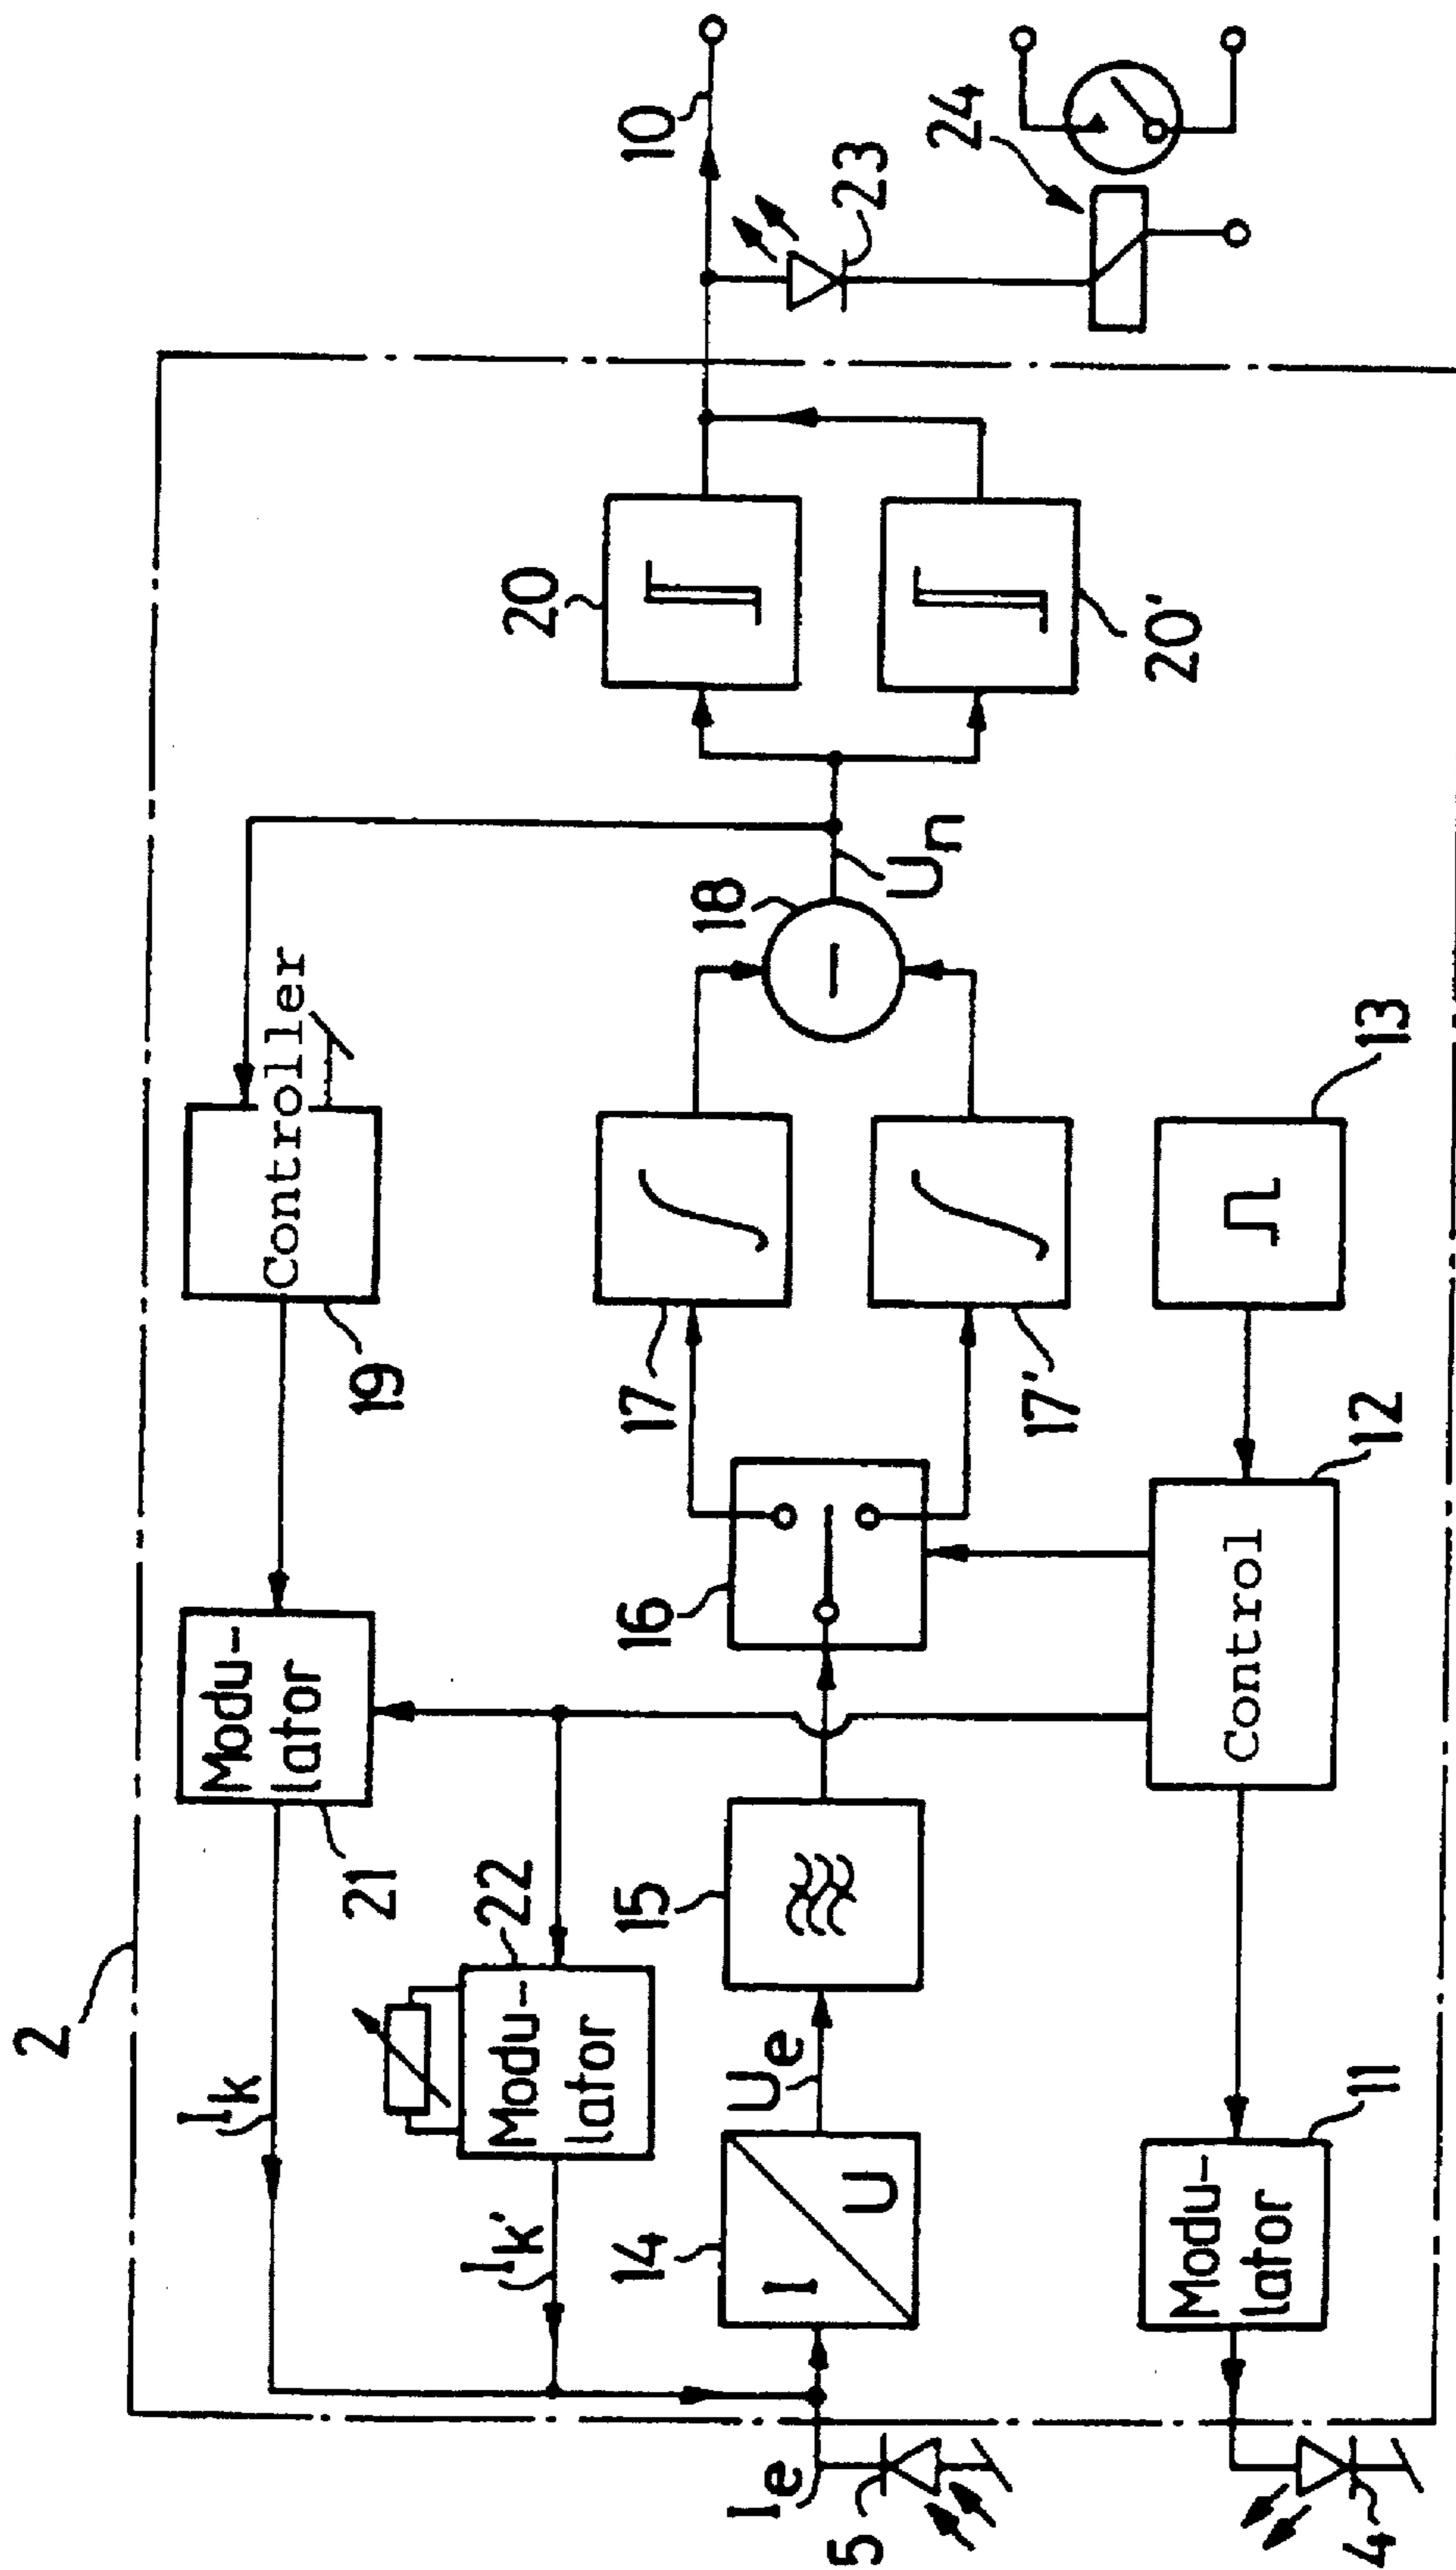 2
10
23
24
20
20'
18
Un
Controller
19
17
17'
13
16
12
Control
Modu-
lator
21
22
Modu-
lator
15
Ik
Ik'
Ue
14
I
U
11
Modu-
lator
Ie
5
4